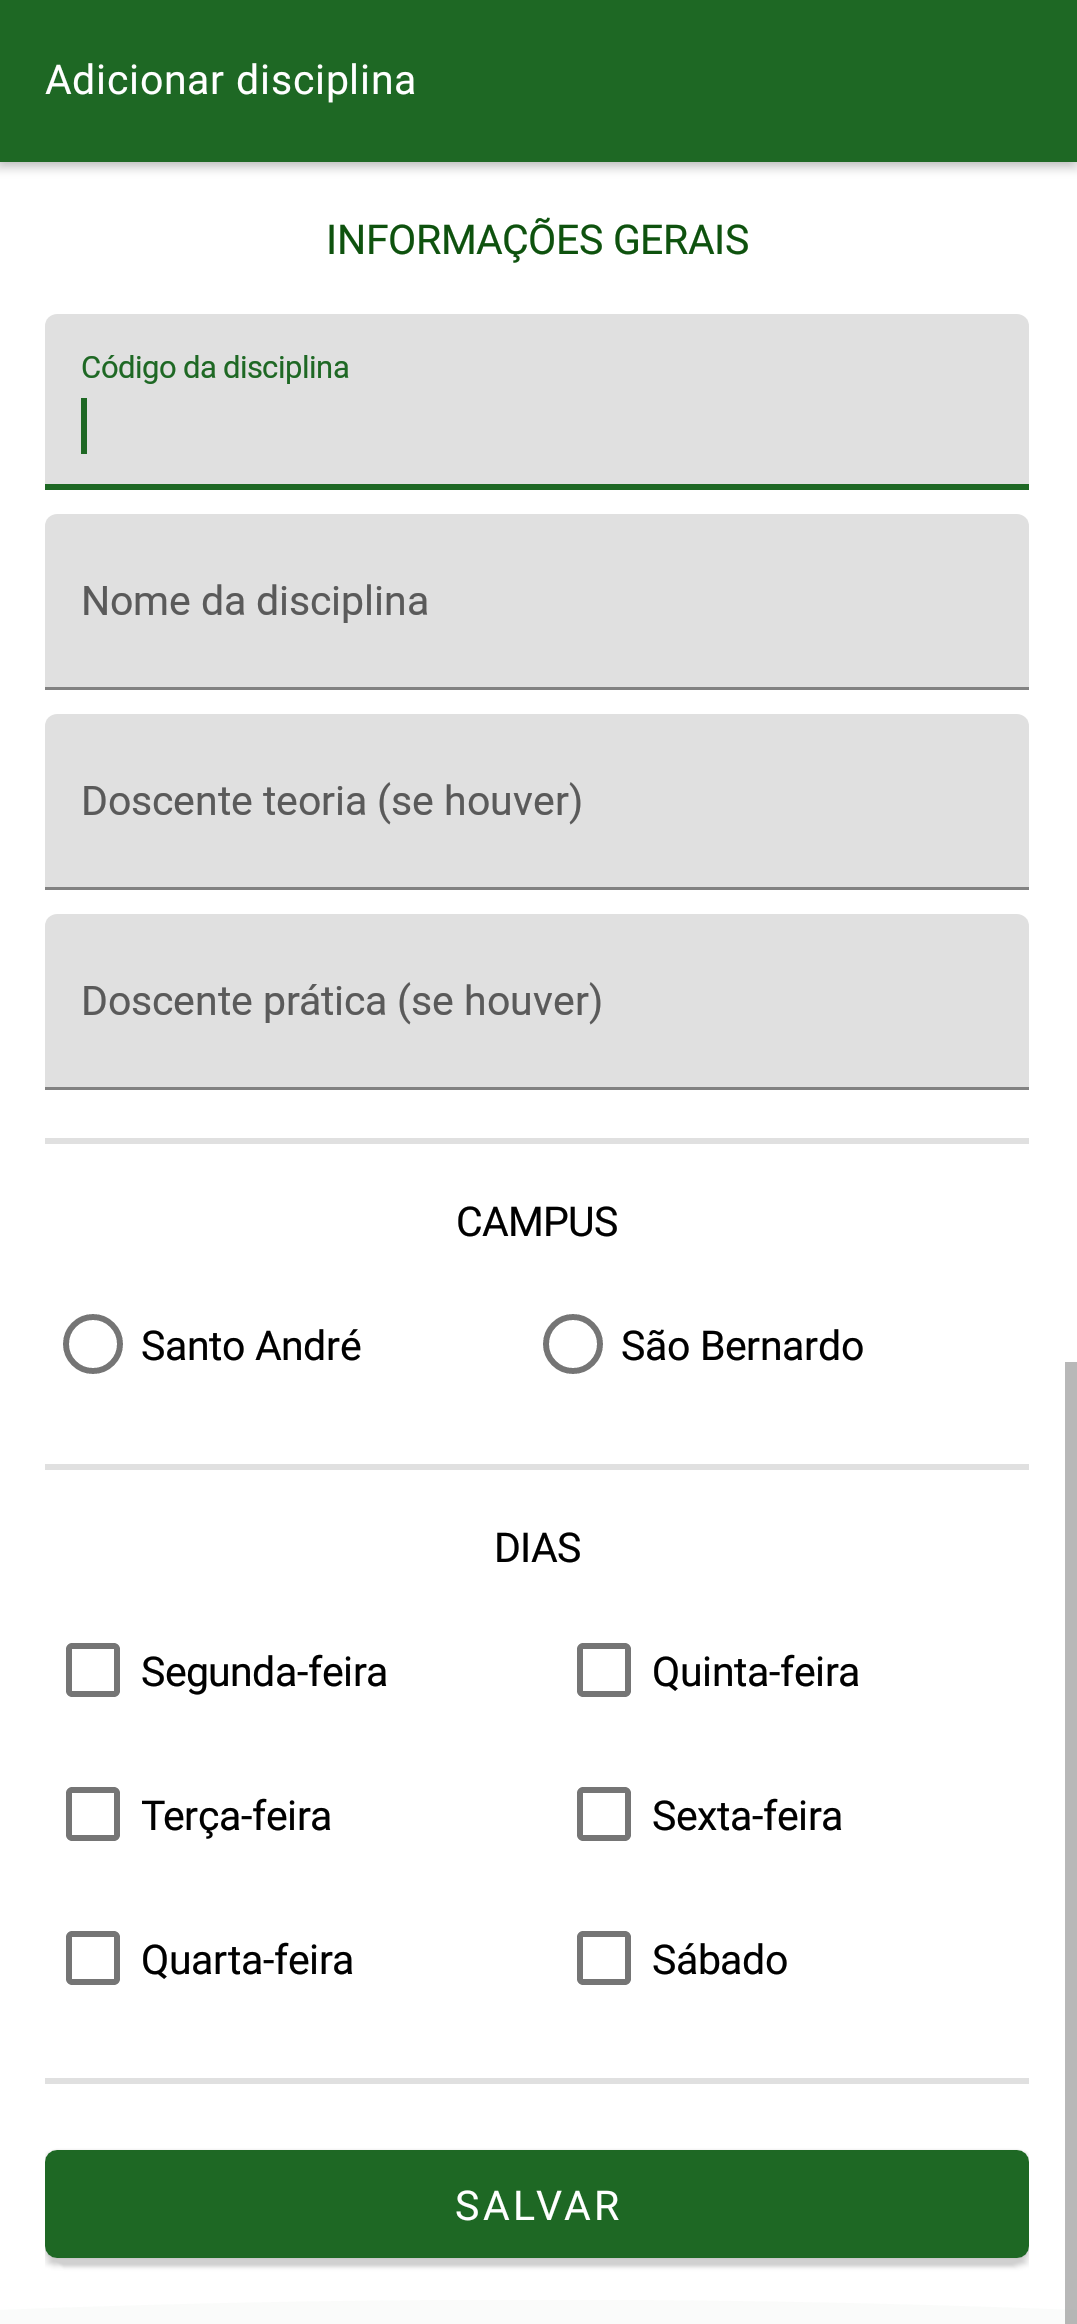 Adicionar disciplina
INFORMAÇÕES GERAIS
Código da disciplina
Nome da disciplina
Doscente teoria (se houver)
Doscente prática (se houver)
CAMPUS
Santo André São Bernardo
DIAS
Segunda-feira Quinta-feira
Terça-feira Sexta-feira
Quarta-feira Sábado
SALVAR